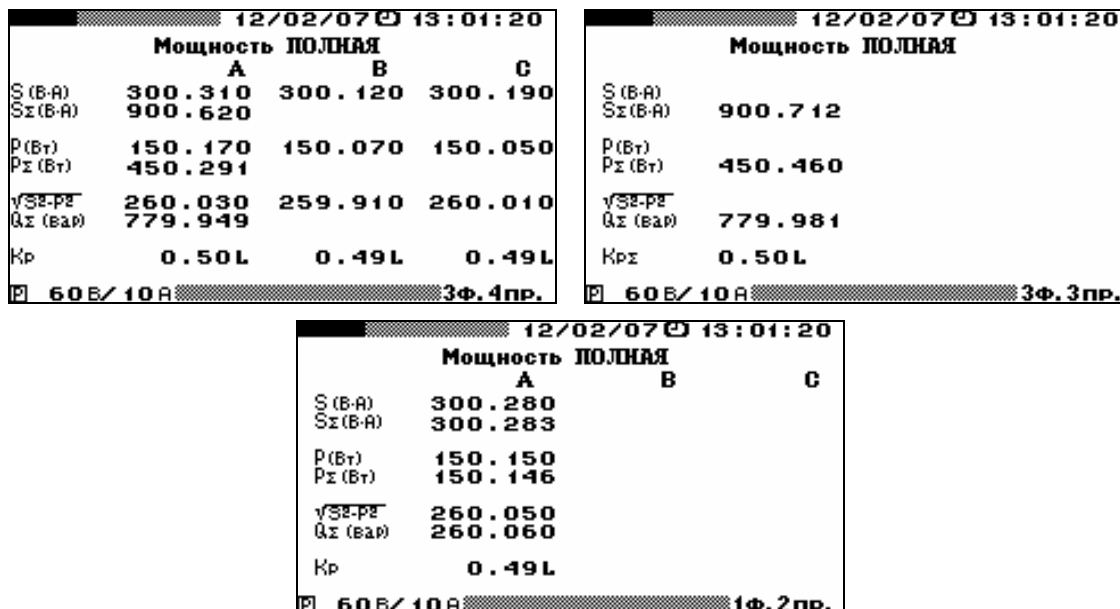 12/02/07 13:01:20
Мощность ПОЛНАЯ
A B C
S (В·А) 300.310 300.120 300.190
SΣ(В·А) 900.620
P(Вт) 150.170 150.070 150.050
PΣ (Вт) 450.291
√S²-P² 260.030 259.910 260.010
QΣ (вар) 779.949
Kp 0.50L 0.49L 0.49L
P 60В/10А 3Ф.4пр.
12/02/07 13:01:20
Мощность ПОЛНАЯ
S (В·А)
SΣ(В·А) 900.712
P(Вт)
PΣ (Вт) 450.460
√S²-P²
QΣ (вар) 779.981
KpΣ 0.50L
P 60В/10А 3Ф.3пр.
12/02/07 13:01:20
Мощность ПОЛНАЯ
A B C
S (В·А) 300.280
SΣ(В·А) 300.283
P(Вт) 150.150
PΣ (Вт) 150.146
√S²-P² 260.050
QΣ (вар) 260.060
Kp 0.49L
P 60В/10А 1Ф.2пр.